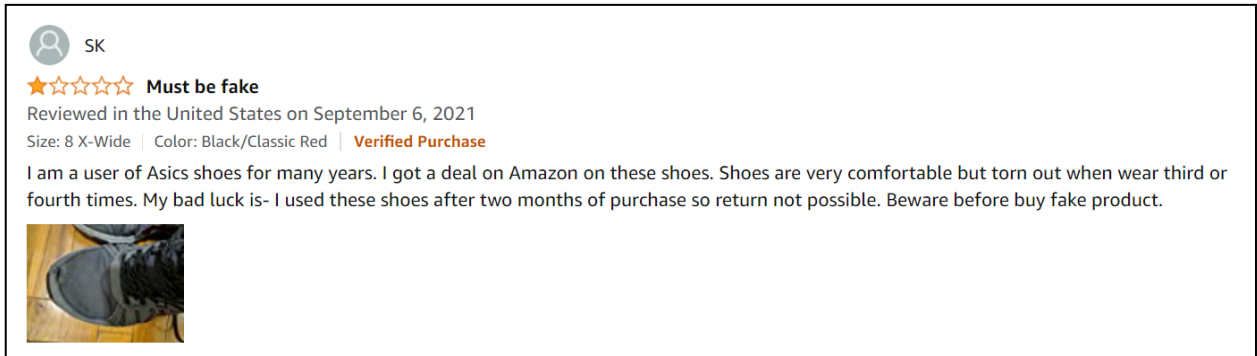 SK
Must be fake
Reviewed in the United States on September 6, 2021
Size: 8 X-Wide | Color: Black/Classic Red | Verified Purchase
I am a user of Asics shoes for many years. I got a deal on Amazon on these shoes. Shoes are very comfortable but torn out when wear third or
fourth times. My bad luck is- I used these shoes after two months of purchase so return not possible. Beware before buy fake product.